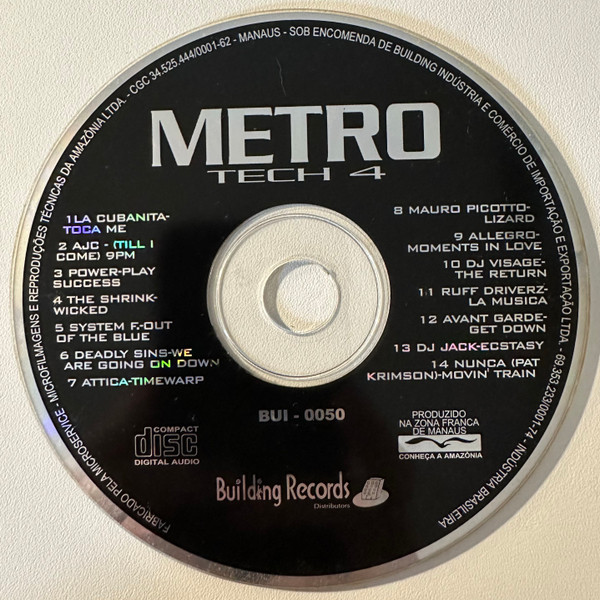 FABRICADO PELA MICROSERVICE - MICROFILMAGENS E REPRODUÇÕES TÉCNICAS DA AMAZÔNIA LTDA. - CGC 34.525.444/0001-62 - MANAUS - SOB ENCOMENDA DE BUILDING INDÚSTRIA E COMÉRCIO DE IMPORTAÇÃO E EXPORTAÇÃO LTDA. - 69.353.233/0001-74 - INDÚSTRIA BRASILEIRA
METRO
TECH 4
1 LA CUBANITA-
TOCA ME
2 AJC - (TILL I
COME) 9PM
3 POWER-PLAY
SUCCESS
4 THE SHRINK-
WICKED
5 SYSTEM F.-OUT
OF THE BLUE
6 DEADLY SINS-WE
ARE GOING ON DOWN
7 ATTICA-TIMEWARP
8 MAURO PICOTTO-
LIZARD
9 ALLEGRO-
MOMENTS IN LOVE
10 DJ VISAGE-
THE RETURN
11 RUFF DRIVERZ-
LA MUSICA
12 AVANT GARDE-
GET DOWN
13 DJ JACK-ECSTASY
14 NUNCA (PAT
KRIMSON)-MOVIN' TRAIN
BUI - 0050
COMPACT
disc
DIGITAL AUDIO
PRODUZIDO
NA ZONA FRANCA
DE MANAUS
CONHEÇA A AMAZÔNIA
Building Records
Distributors